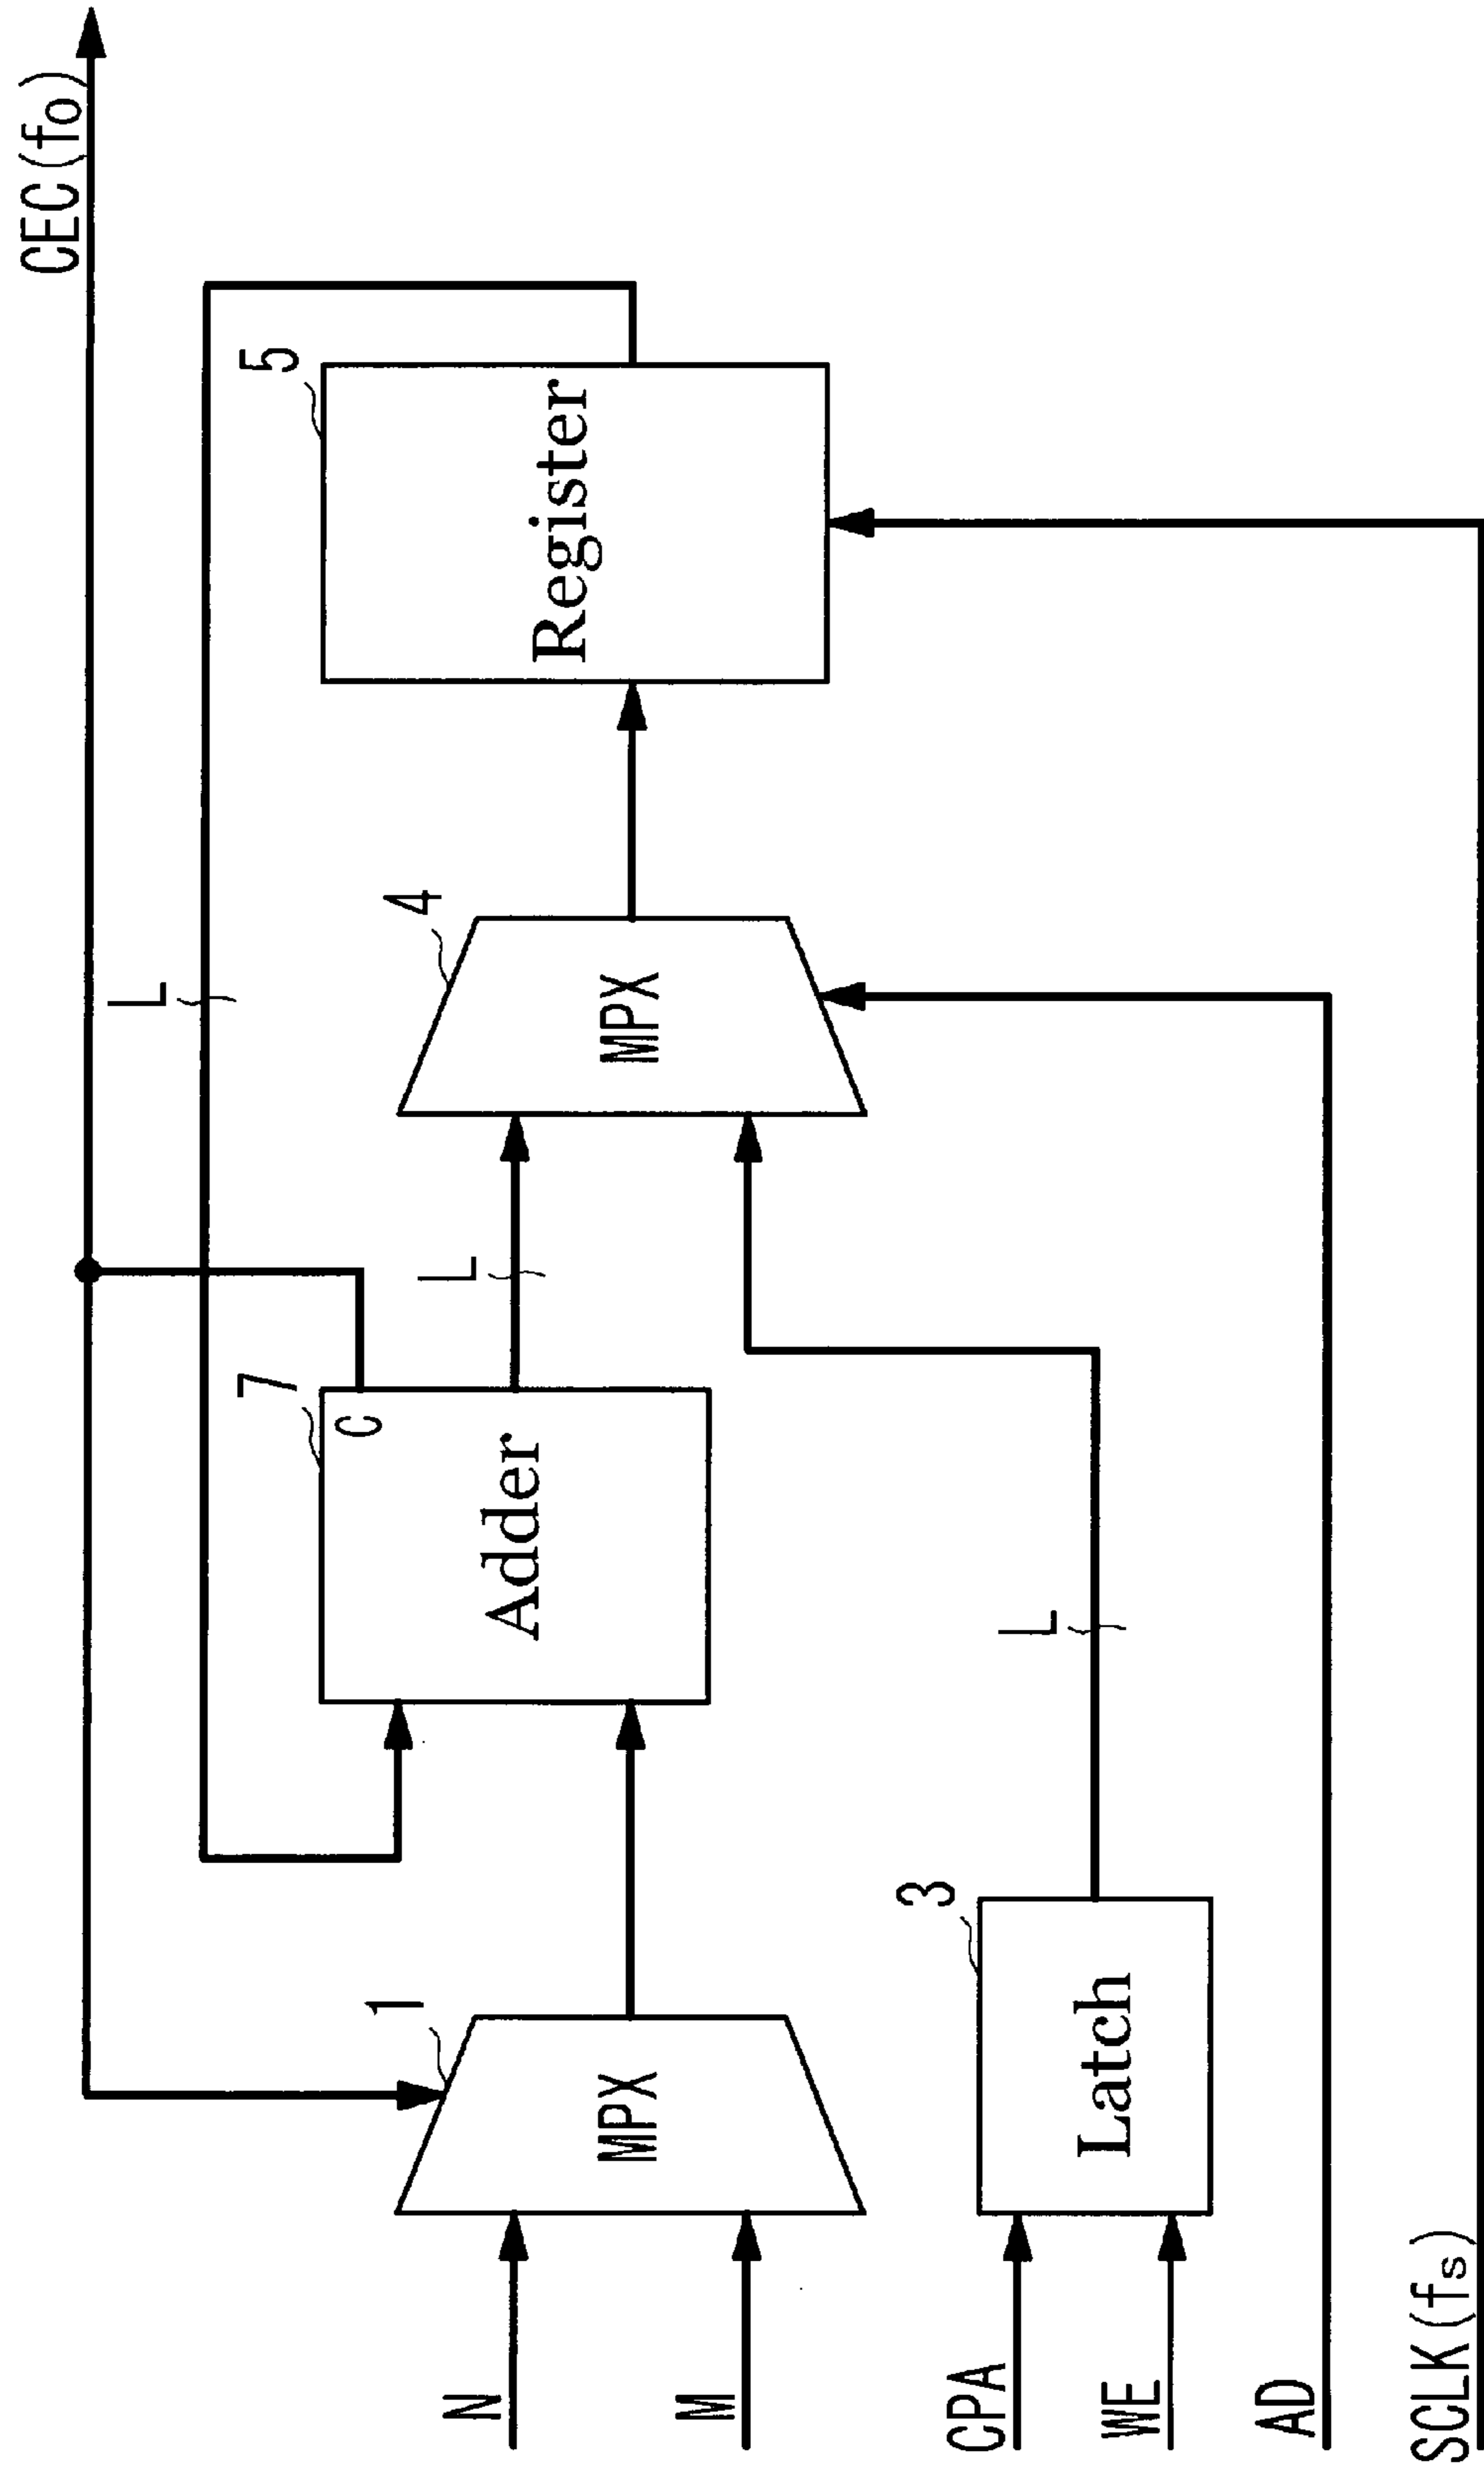 CEC(fo)
L
7
C
Adder
L
4
MPX
5
Register
1
MPX
N
M
3
Latch
L
CPA
WE
AD
SCLK(fs)